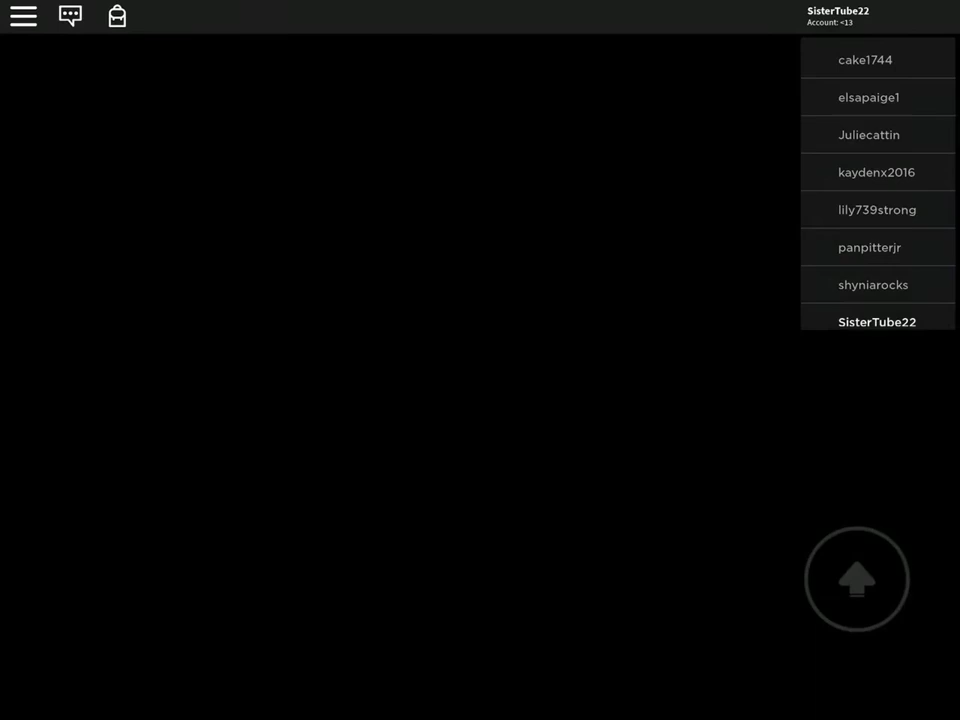 SisterTube22
Account: <13
cake1744
elsapaige1
Juliecattin
kaydenx2016
lily739strong
panpitterjr
shyniarocks
SisterTube22